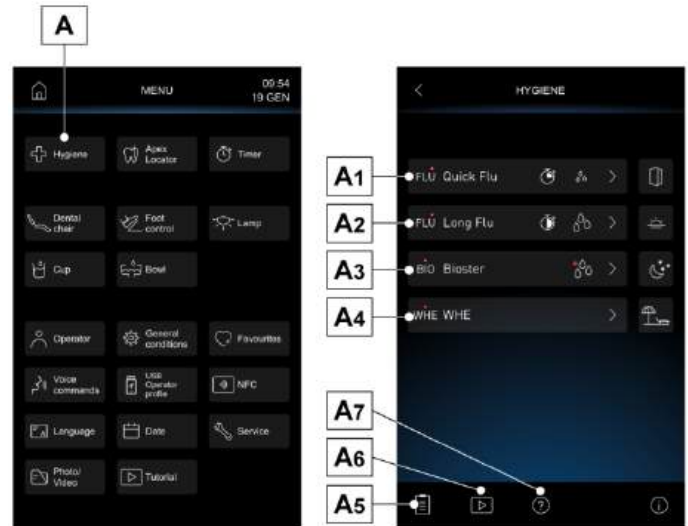 A
MENU
09:54
19 GEN
Hygiene
Apex
Locator
Timer
Dental
chair
Foot
control
Lamp
Cup
Bowl
Operator
General
conditions
Favourites
Voice
commands
USB
Operator
profile
NFC
Language
Date
Service
Photo/
Video
Tutorial
HYGIENE
A1
FLU Quick Flu
A2
FLU Long Flu
A3
BIO Bioster
A4
WHE WHE
A7
A6
A5